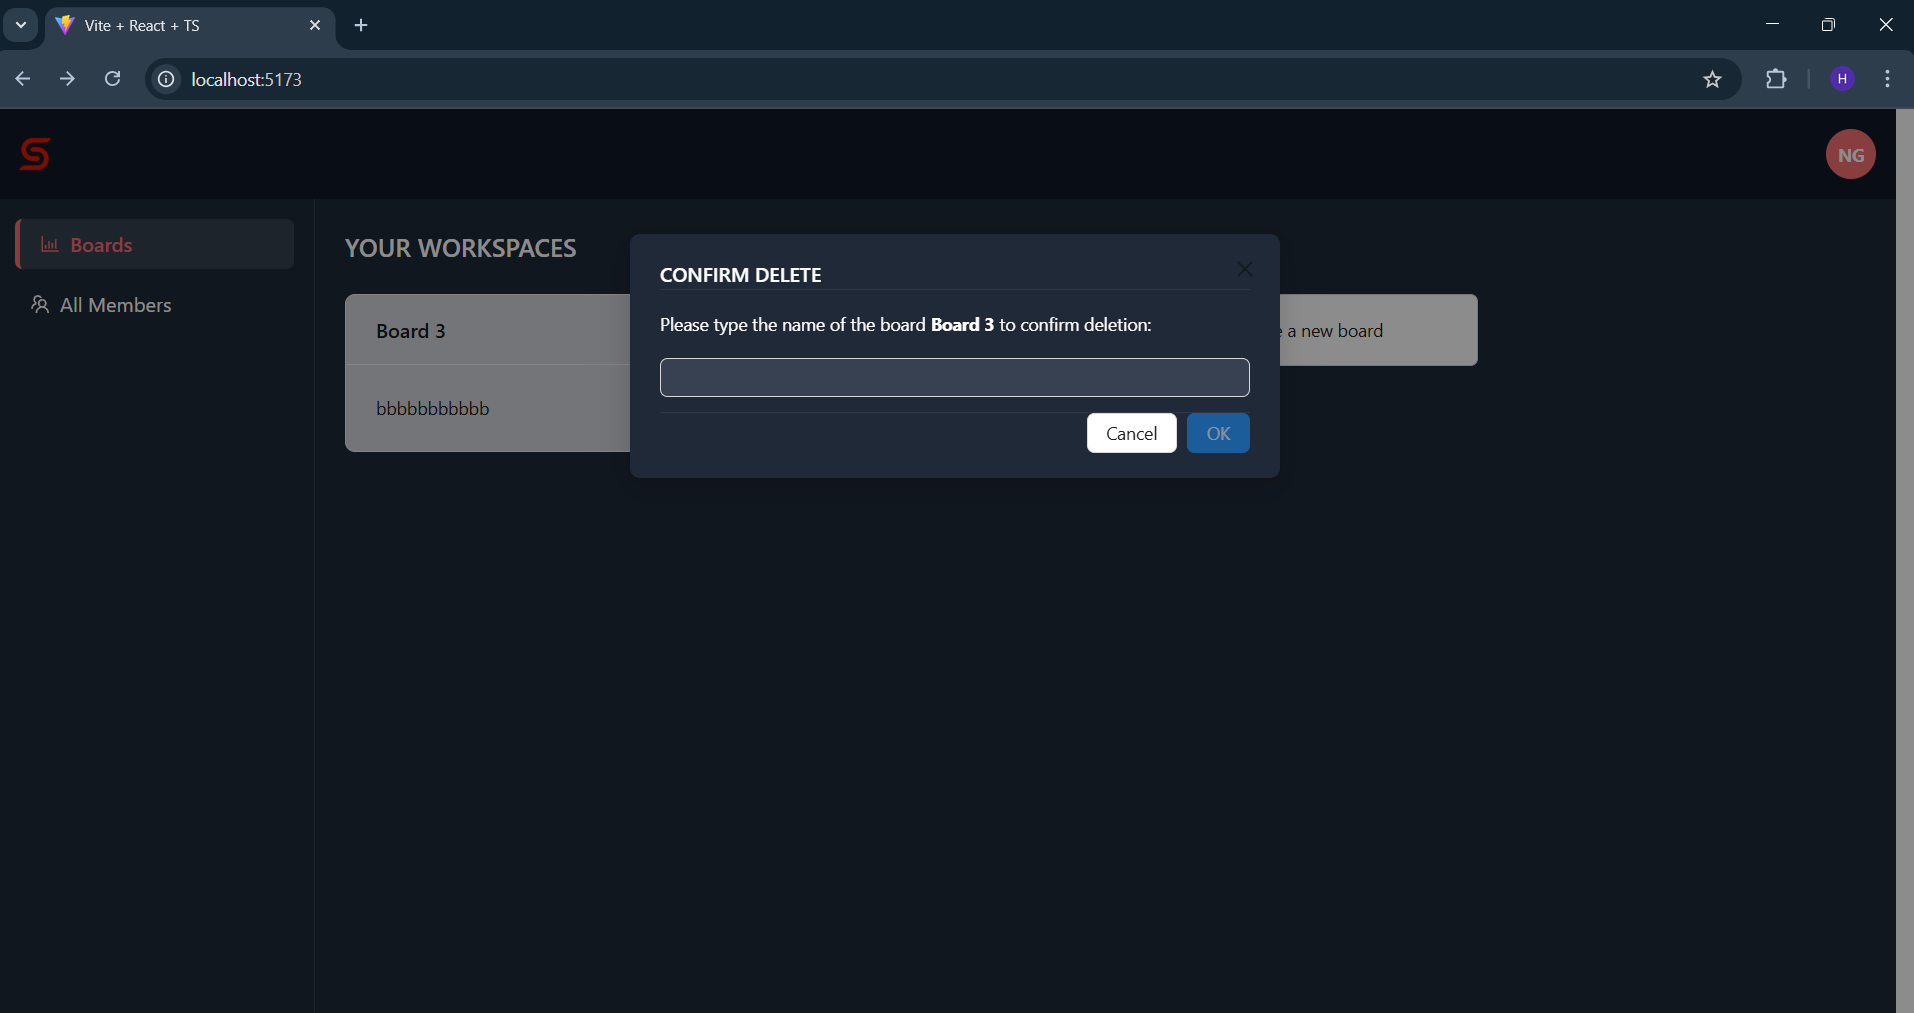 Vite + React + TS
localhost:5173
H
NG
Boards
All Members
YOUR WORKSPACES
Board 3
bbbbbbbbbbb
CONFIRM DELETE
Please type the name of the board Board 3 to confirm deletion:
Cancel
OK
a new board